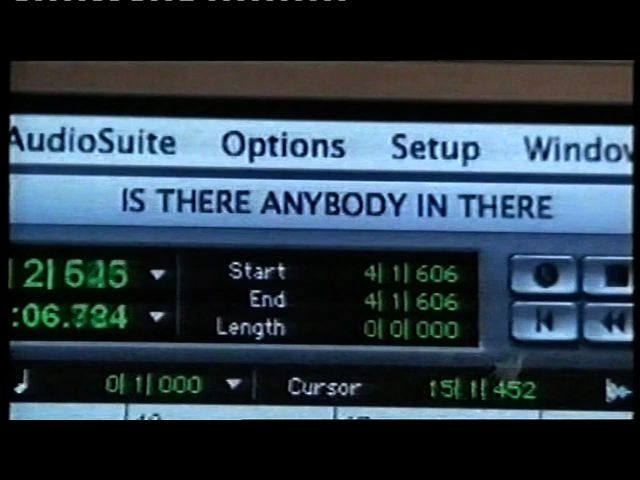 AudioSuite Options Setup Window
IS THERE ANYBODY IN THERE
Start 4| 1| 606
End 4| 1| 606
Length 0| 0| 000
0| 1| 000 Cursor 15| 1| 452